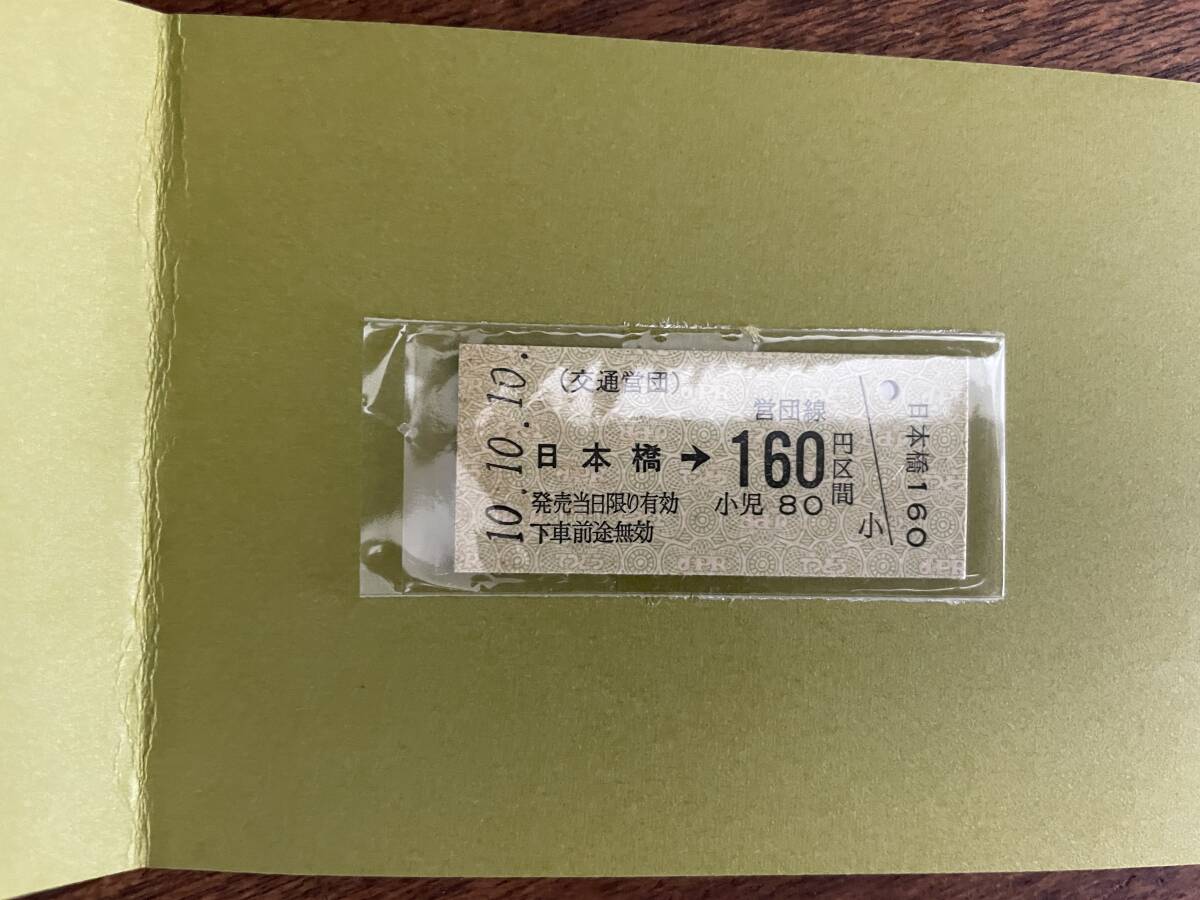 10.10.10.
(交通営団)
営団線
日本橋→160円区間
発売当日限り有効
小児 80
下車前途無効
小
日本橋160